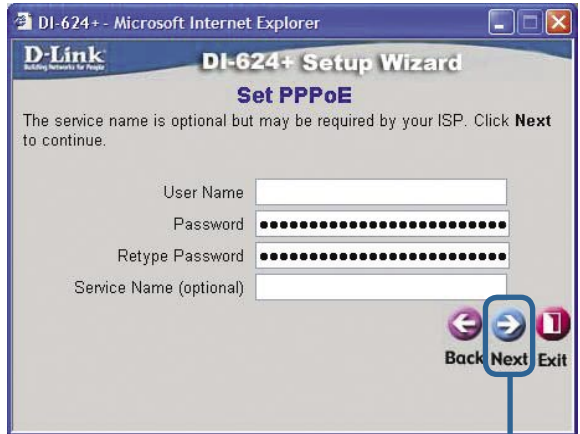 DI-624+ - Microsoft Internet Explorer
D-Link
Building Networks for People
DI-624+ Setup Wizard
Set PPPoE
The service name is optional but may be required by your ISP. Click Next
to continue.
User Name
Password ●●●●●●●●●●●●●●●●●●●●●●●●●
Retype Password ●●●●●●●●●●●●●●●●●●●●●●●●●
Service Name (optional)
Back Next Exit